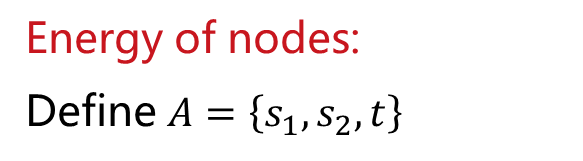 Energy of nodes:
Define A = {s₁, s₂, t}